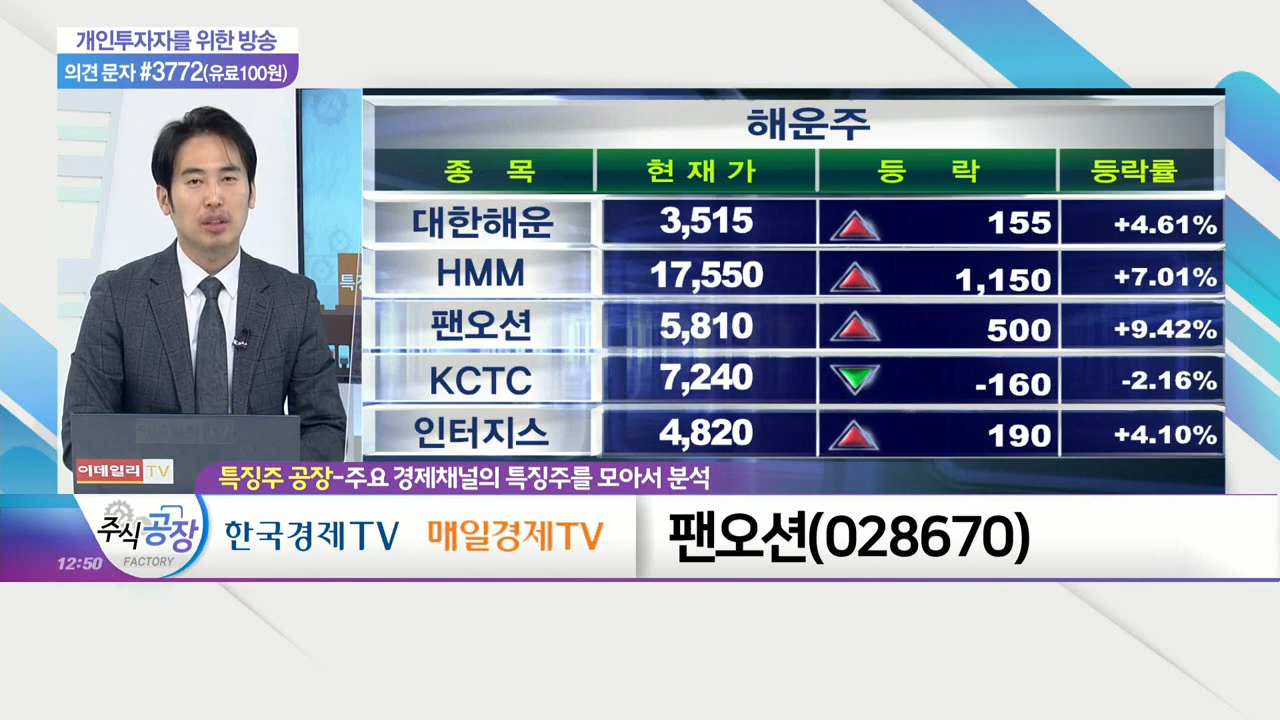 개인투자자를 위한 방송
의견 문자 #3772(유료100원)
해운주
종 목 현 재 가 등 락 등락률
대한해운 3,515 155 +4.61%
HMM 17,550 1,150 +7.01%
팬오션 5,810 500 +9.42%
KCTC 7,240 -160 -2.16%
인터지스 4,820 190 +4.10%
특징
이데일리 TV
특징주 공장-주요 경제채널의 특징주를 모아서 분석
주식공장
FACTORY
12:50
한국경제TV 매일경제TV
팬오션(028670)